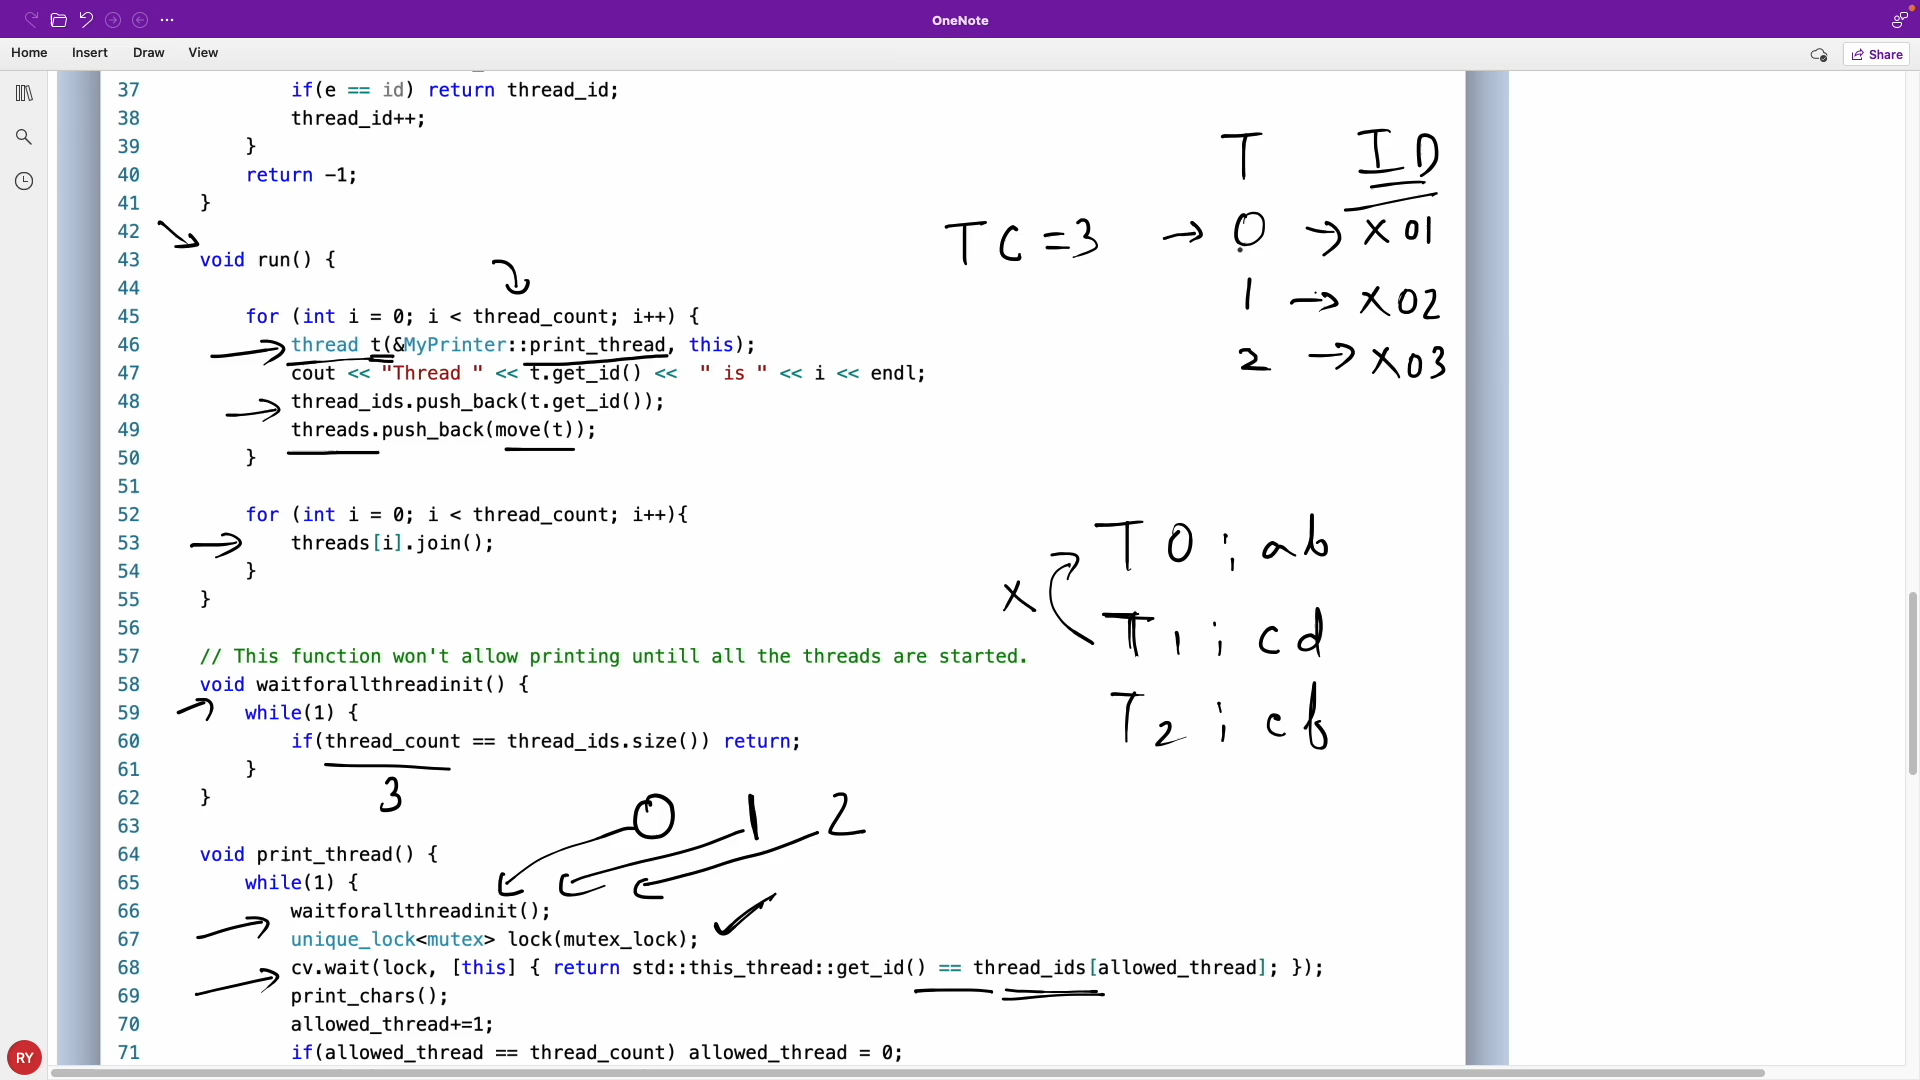 OneNote
Home Insert Draw View Share
37 if(e == id) return thread_id;
38 thread_id++;
39 }
40 return -1;
41 }
42
43 void run() {
44
45 for (int i = 0; i < thread_count; i++) {
46 thread t(&MyPrinter::print_thread, this);
47 cout << "Thread " << t.get_id() << " is " << i << endl;
48 thread_ids.push_back(t.get_id());
49 threads.push_back(move(t));
50 }
51
52 for (int i = 0; i < thread_count; i++){
53 threads[i].join();
54 }
55 }
56
57 // This function won't allow printing untill all the threads are started.
58 void waitforallthreadinit() {
59 while(1) {
60 if(thread_count == thread_ids.size()) return;
61 }
62 }
63
64 void print_thread() {
65 while(1) {
66 waitforallthreadinit();
67 unique_lock<mutex> lock(mutex_lock);
68 cv.wait(lock, [this] { return std::this_thread::get_id() == thread_ids[allowed_thread]; });
69 print_chars();
70 allowed_thread+=1;
71 if(allowed_thread == thread_count) allowed_thread = 0;
T ID
TC =3 → 0 → X01
1 → X02
2 → X03
T0 ; ab
X
T1 ; cd
T2 ;
3
0 1 2
RY